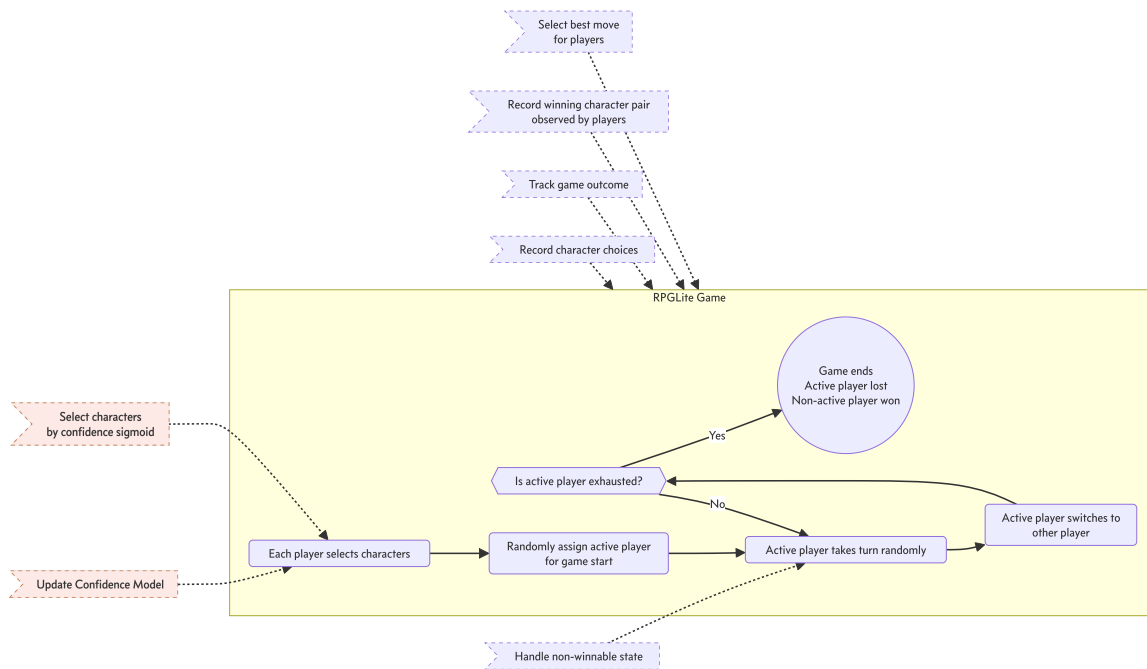 Select best move
for players
Record winning character pair
observed by players
Track game outcome
Record character choices
RPGLite Game
Game ends
Active player lost
Non-active player won
Select characters
by confidence sigmoid
Yes
Is active player exhausted?
No
Active player switches to
other player
Each player selects characters
Randomly assign active player
for game start
Active player takes turn randomly
Update Confidence Model
Handle non-winnable state